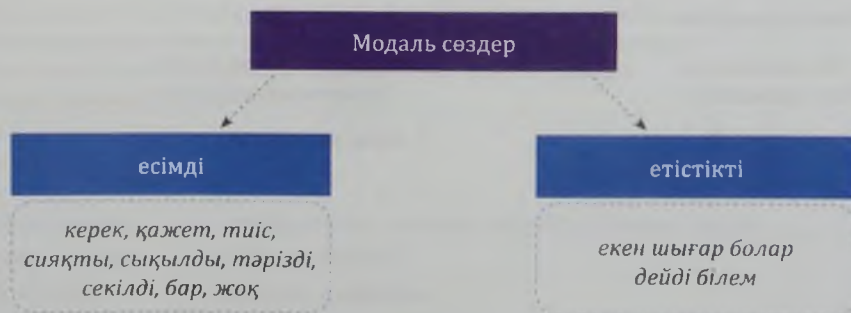 Модаль сөздер
есімді
етістікті
керек, қажет, тиіс,
сияқты, сықылды, тәрізді,
секілді, бар, жоқ
екен шығар болар
дейді білем